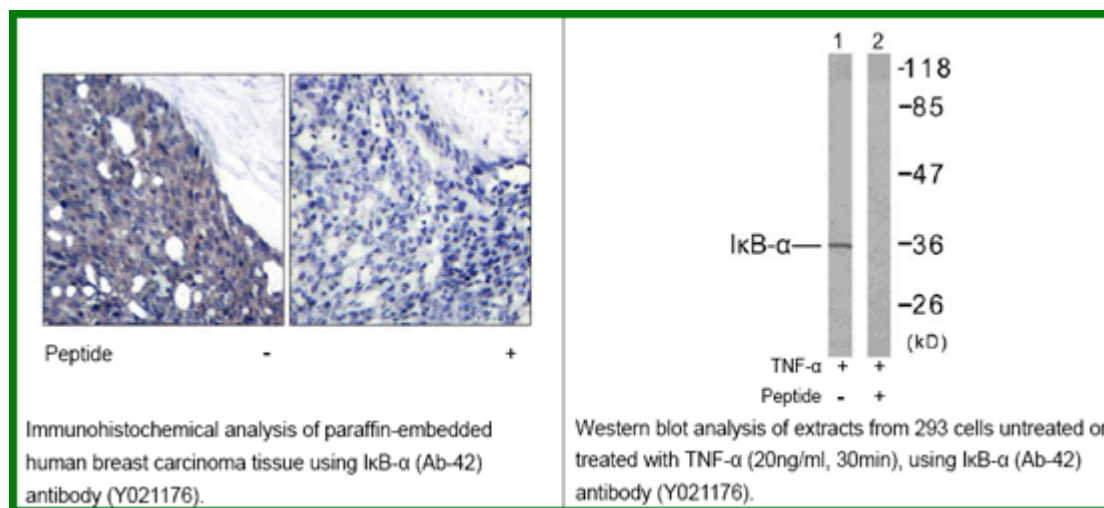 Peptide - +
Immunohistochemical analysis of paraffin-embedded
human breast carcinoma tissue using IκB-α (Ab-42)
antibody (Y021176).
1 2
-118
-85
-47
IκB-α -36
-26
(kD)
TNF-α + +
Peptide - +
Western blot analysis of extracts from 293 cells untreated or
treated with TNF-α (20ng/ml, 30min), using IκB-α (Ab-42)
antibody (Y021176).